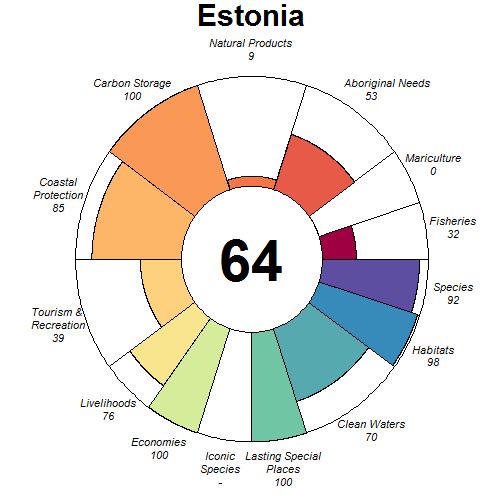 Estonia
Natural Products
9
Carbon Storage
100
Aboriginal Needs
53
Mariculture
0
Coastal
Protection
85
Fisheries
32
64
Species
92
Tourism &
Recreation
39
Habitats
98
Livelihoods
76
Clean Waters
70
Economies
100
Iconic
Species
-
Lasting Special
Places
100